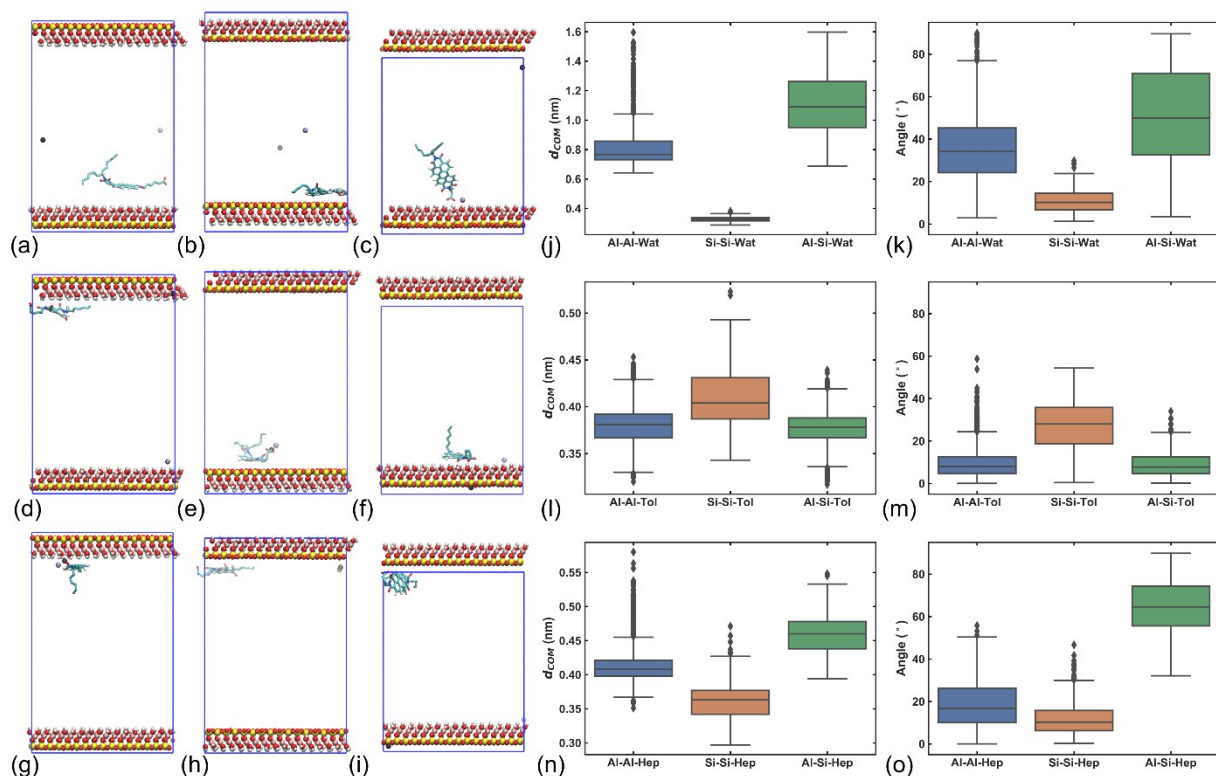 (a) (b) (c) (j) (k)
d_COM (nm)
1.6
1.4
1.2
1.0
0.8
0.6
0.4
Al-Al-Wat Si-Si-Wat Al-Si-Wat
Angle (°)
80
60
40
20
0
Al-Al-Wat Si-Si-Wat Al-Si-Wat
(d) (e) (f) (l) (m)
d_COM (nm)
0.50
0.45
0.40
0.35
Al-Al-Tol Si-Si-Tol Al-Si-Tol
Angle (°)
80
60
40
20
0
Al-Al-Tol Si-Si-Tol Al-Si-Tol
(g) (h) (i) (n) (o)
d_COM (nm)
0.55
0.50
0.45
0.40
0.35
0.30
Al-Al-Hep Si-Si-Hep Al-Si-Hep
Angle (°)
80
60
40
20
0
Al-Al-Hep Si-Si-Hep Al-Si-Hep